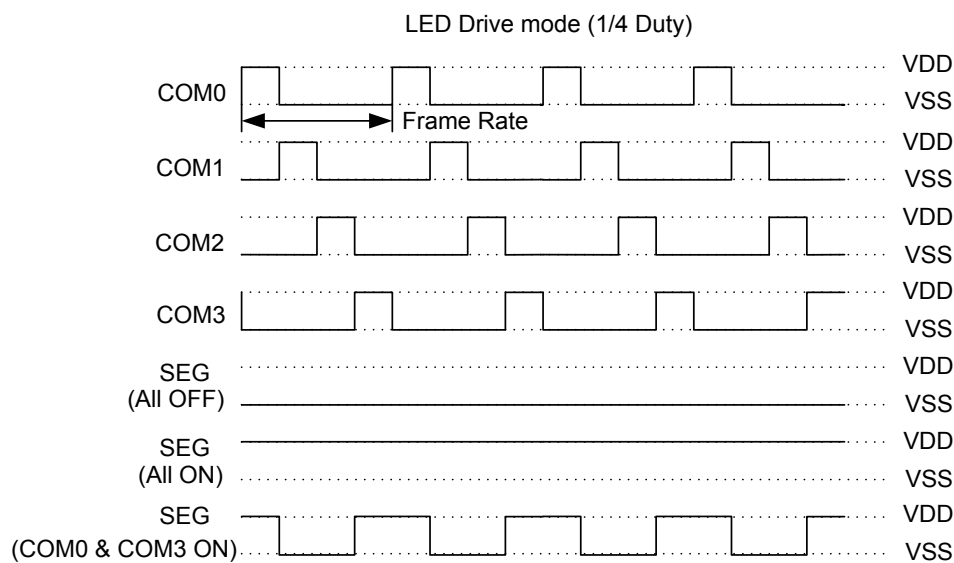 LED Drive mode (1/4 Duty)
COM0
VDD
VSS
Frame Rate
COM1
VDD
VSS
COM2
VDD
VSS
COM3
VDD
VSS
SEG
(All OFF)
VDD
VSS
SEG
(All ON)
VDD
VSS
SEG
(COM0 & COM3 ON)
VDD
VSS